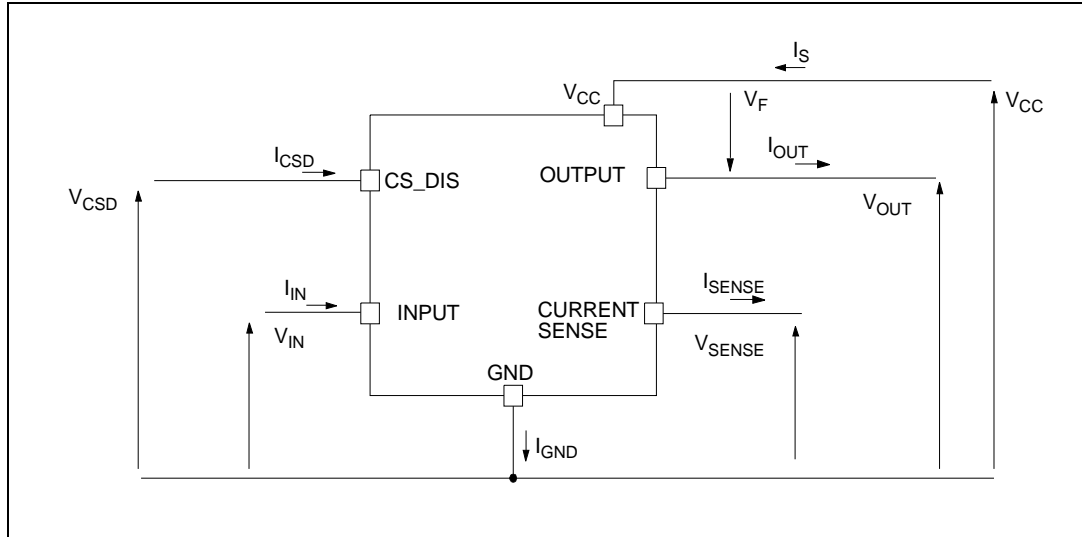 I_S
V_CC
V_F
V_CC
I_OUT
I_CSD
CS_DIS
OUTPUT
V_CSD
V_OUT
I_IN
I_SENSE
INPUT
CURRENT
SENSE
V_IN
V_SENSE
GND
I_GND